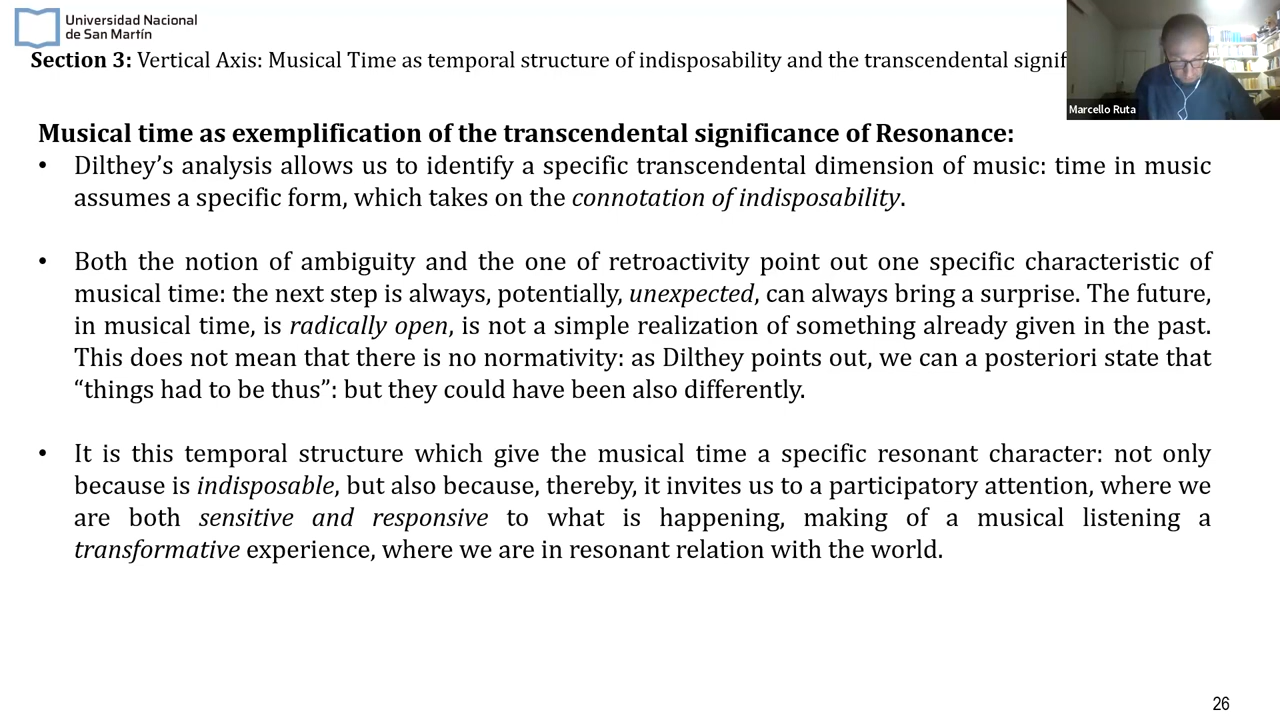 Universidad Nacional
de San Martín
Section 3: Vertical Axis: Musical Time as temporal structure of indisposability and the transcendental signif
Marcello Ruta
Musical time as exemplification of the transcendental significance of Resonance:
• Dilthey’s analysis allows us to identify a specific transcendental dimension of music: time in music
assumes a specific form, which takes on the connotation of indisposability.
• Both the notion of ambiguity and the one of retroactivity point out one specific characteristic of
musical time: the next step is always, potentially, unexpected, can always bring a surprise. The future,
in musical time, is radically open, is not a simple realization of something already given in the past.
This does not mean that there is no normativity: as Dilthey points out, we can a posteriori state that
“things had to be thus”: but they could have been also differently.
• It is this temporal structure which give the musical time a specific resonant character: not only
because is indisposable, but also because, thereby, it invites us to a participatory attention, where we
are both sensitive and responsive to what is happening, making of a musical listening a
transformative experience, where we are in resonant relation with the world.
26